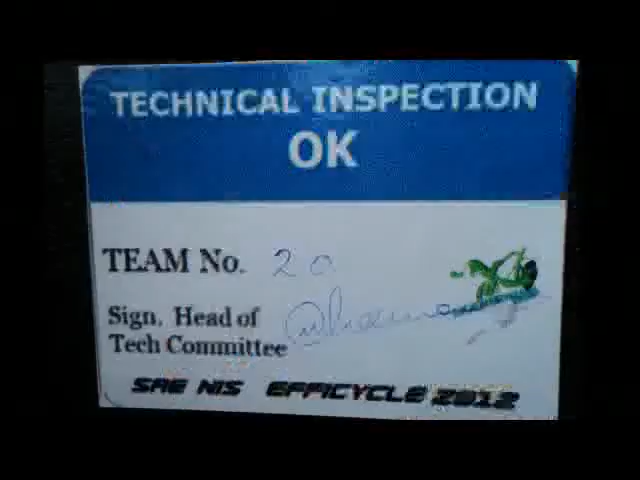 TECHNICAL INSPECTION
OK
TEAM No. 20
Sign. Head of
Tech Committee
SAE NIS EFFICYCLE 2012